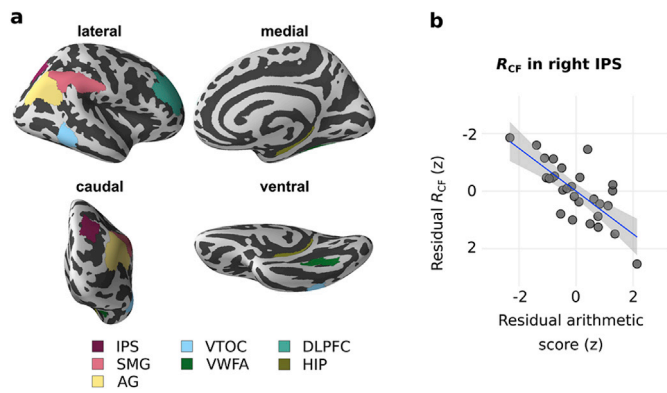 a
lateral
medial
caudal
ventral
IPS
VTOC
DLPFC
SMG
VWFA
HIP
AG
b
RCF in right IPS
Residual RCF (z)
-2
0
2
-2
0
2
Residual arithmetic
score (z)